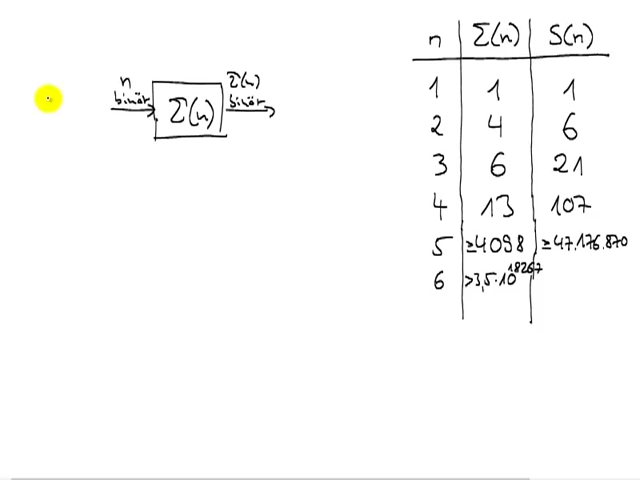 n Σ(n) S(n)
1 1 1
2 4 6
3 6 21
4 13 107
5 ≥4098 ≥47.176.870
6 >3,5·10^18267
n
binär
Σ(n)
Σ(n)
binär